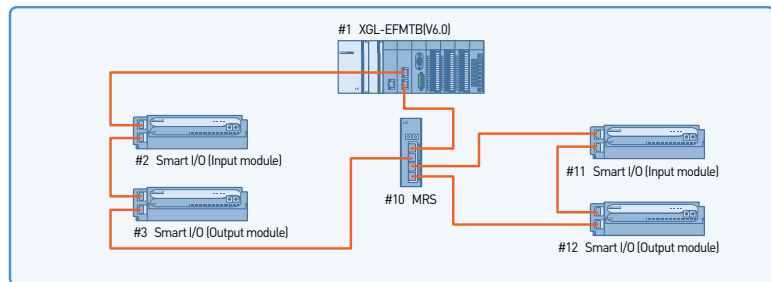 #1 XGL-EFMTB(V6.0)
#2 Smart I/O (Input module)
#3 Smart I/O (Output module)
#10 MRS
#11 Smart I/O (Input module)
#12 Smart I/O (Output module)